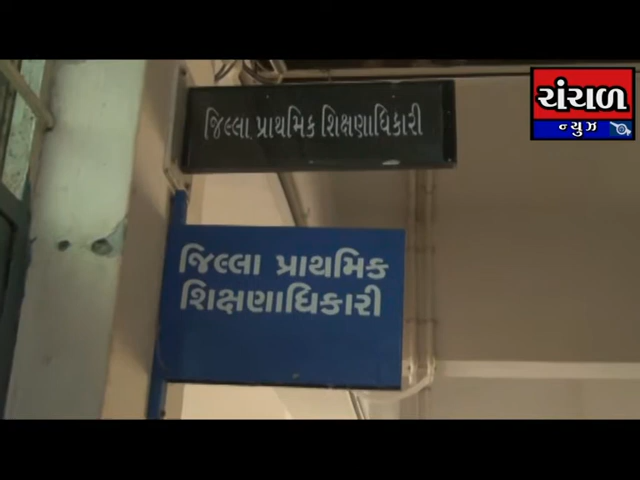 જિલ્લા પ્રાથમિક શિક્ષણાધિકારી
જિલ્લા પ્રાથમિક
શિક્ષણાધિકારી
ચંચળ
ન્યુઝ